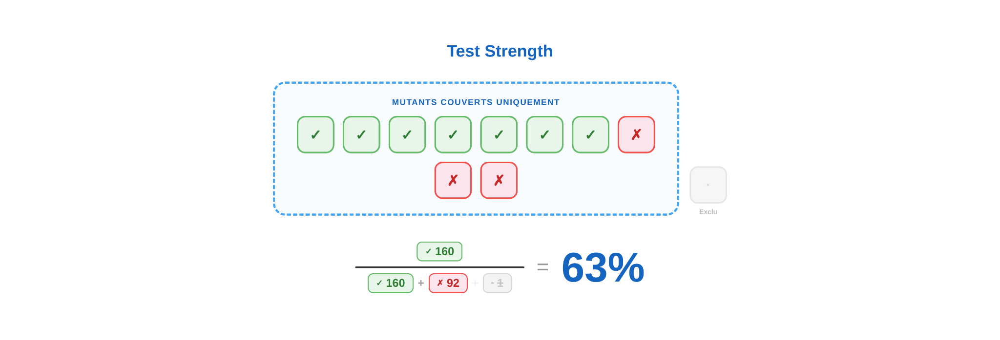 Test Strength
MUTANTS COUVERTS UNIQUEMENT
✓ ✓ ✓ ✓ ✓ ✓ ✓ ✗
✗ ✗
·
Exclu
✓ 160
✓ 160 + ✗ 92 + · 1
= 63%